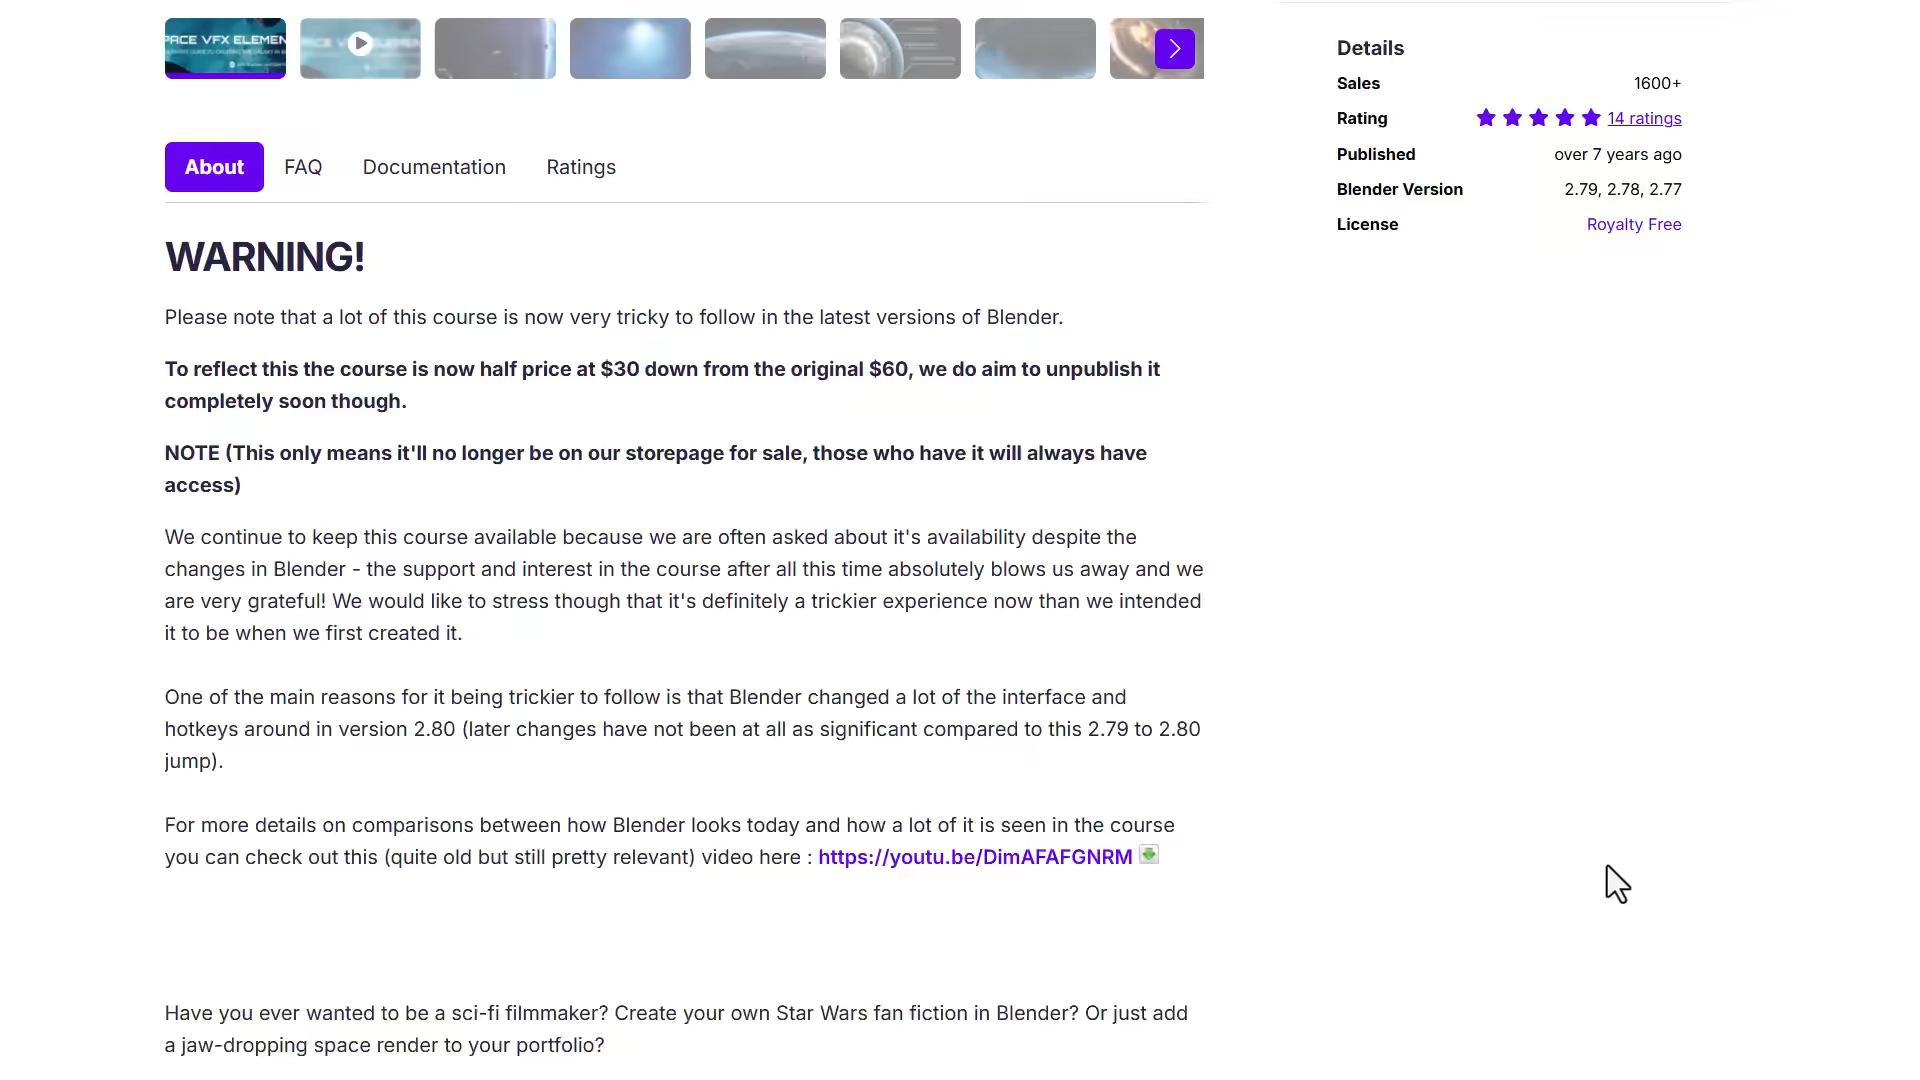 PACE VFX ELEMEN
Details
Sales 1600+
Rating 14 ratings
Published over 7 years ago
Blender Version 2.79, 2.78, 2.77
License Royalty Free
About FAQ Documentation Ratings
WARNING!
Please note that a lot of this course is now very tricky to follow in the latest versions of Blender.
To reflect this the course is now half price at $30 down from the original $60, we do aim to unpublish it
completely soon though.
NOTE (This only means it'll no longer be on our storepage for sale, those who have it will always have
access)
We continue to keep this course available because we are often asked about it's availability despite the
changes in Blender - the support and interest in the course after all this time absolutely blows us away and we
are very grateful! We would like to stress though that it's definitely a trickier experience now than we intended
it to be when we first created it.
One of the main reasons for it being trickier to follow is that Blender changed a lot of the interface and
hotkeys around in version 2.80 (later changes have not been at all as significant compared to this 2.79 to 2.80
jump).
For more details on comparisons between how Blender looks today and how a lot of it is seen in the course
you can check out this (quite old but still pretty relevant) video here : https://youtu.be/DimAFAFGNRM
Have you ever wanted to be a sci-fi filmmaker? Create your own Star Wars fan fiction in Blender? Or just add
a jaw-dropping space render to your portfolio?